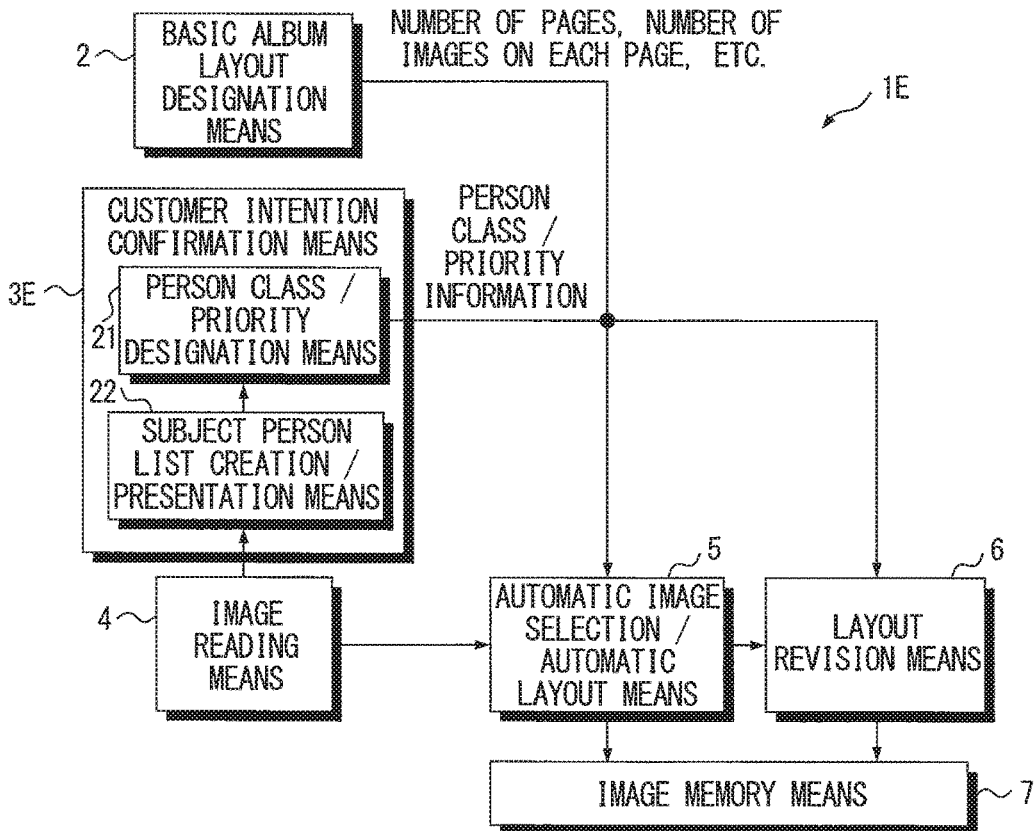 2
BASIC ALBUM
LAYOUT
DESIGNATION
MEANS
NUMBER OF PAGES, NUMBER OF
IMAGES ON EACH PAGE, ETC.
1E
3E
CUSTOMER INTENTION
CONFIRMATION MEANS
21
PERSON CLASS /
PRIORITY
DESIGNATION MEANS
PERSON
CLASS /
PRIORITY
INFORMATION
22
SUBJECT PERSON
LIST CREATION /
PRESENTATION MEANS
4
IMAGE
READING
MEANS
5
AUTOMATIC IMAGE
SELECTION /
AUTOMATIC
LAYOUT MEANS
6
LAYOUT
REVISION MEANS
IMAGE MEMORY MEANS
7